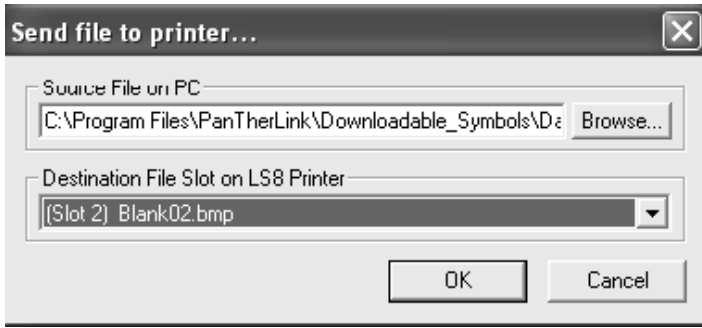 Send file to printer...
Source File on PC
C:\Program Files\PanTherLink\Downloadable_Symbols\Da
Browse...
Destination File Slot on LS8 Printer
(Slot 2) Blank02.bmp
OK
Cancel